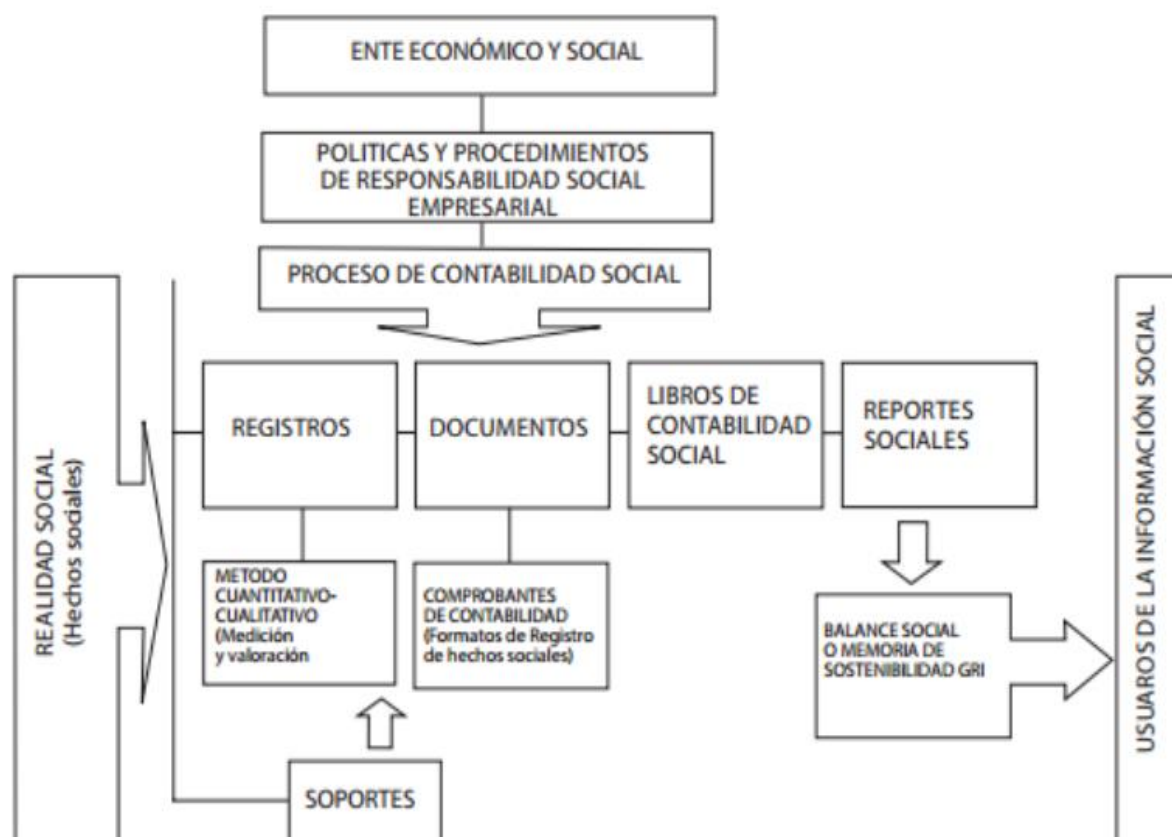 ENTE ECONÓMICO Y SOCIAL
POLITICAS Y PROCEDIMIENTOS
DE RESPONSABILIDAD SOCIAL
EMPRESARIAL
PROCESO DE CONTABILIDAD SOCIAL
REALIDAD SOCIAL
(Hechos sociales)
REGISTROS
DOCUMENTOS
LIBROS DE
CONTABILIDAD
SOCIAL
REPORTES
SOCIALES
METODO
CUANTITATIVO-
CUALITATIVO
(Medición
y valoración
COMPROBANTES
DE CONTABILIDAD
(Formatos de Registro
de hechos sociales)
BALANCE SOCIAL
O MEMORIA DE
SOSTENIBILIDAD GRI
SOPORTES
USUAROS DE LA INFORMACIÓN SOCIAL